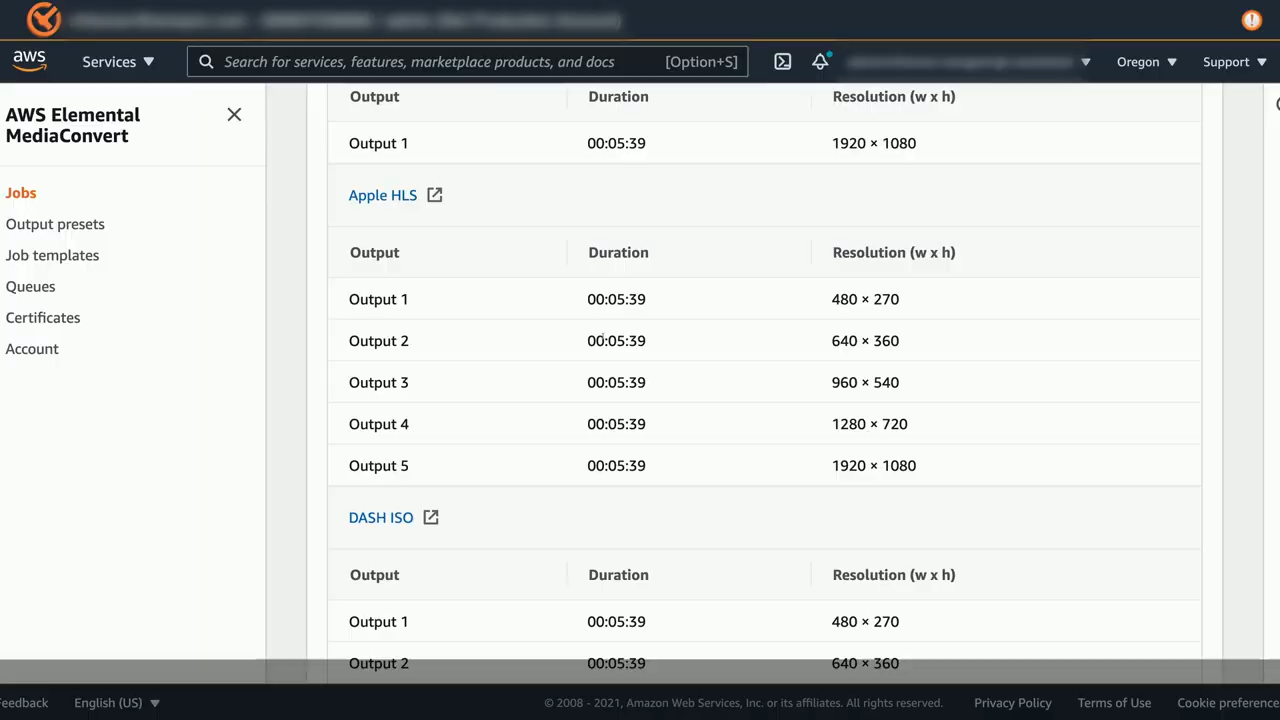 aws
Services
Search for services, features, marketplace products, and docs
[Option+S]
Oregon
Support
AWS Elemental
MediaConvert
Jobs
Output presets
Job templates
Queues
Certificates
Account
Output Duration Resolution (w x h)
Output 1 00:05:39 1920 × 1080
Apple HLS
Output Duration Resolution (w x h)
Output 1 00:05:39 480 × 270
Output 2 00:05:39 640 × 360
Output 3 00:05:39 960 × 540
Output 4 00:05:39 1280 × 720
Output 5 00:05:39 1920 × 1080
DASH ISO
Output Duration Resolution (w x h)
Output 1 00:05:39 480 × 270
Output 2 00:05:39 640 × 360
Feedback English (US) © 2008 - 2021, Amazon Web Services, Inc. or its affiliates. All rights reserved. Privacy Policy Terms of Use Cookie preference